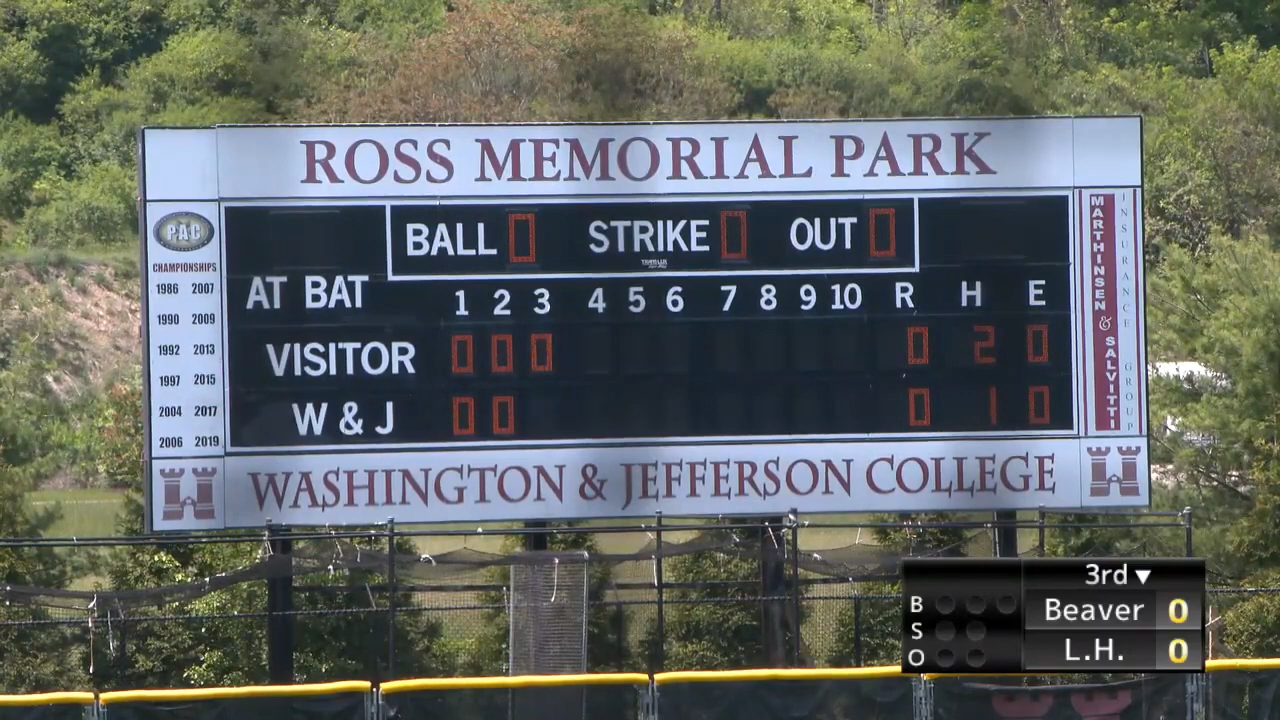 ROSS MEMORIAL PARK
PAC
CHAMPIONSHIPS
1986 2007
1990 2009
1992 2013
1997 2015
2004 2017
2006 2019
BALL 0 STRIKE 0 OUT 0
AT BAT 1 2 3 4 5 6 7 8 9 10 R H E
VISITOR 0 0 0 0 2 0
W & J 0 0 0 1 0
MARTHINSEN & SALVITTI
INSURANCE GROUP
WASHINGTON & JEFFERSON COLLEGE
3rd ▼
B
S
O
Beaver 0
L.H. 0